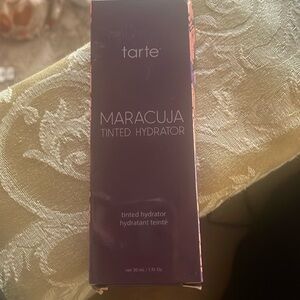 tarte
MARACUJA
TINTED HYDRATOR
tinted hydrator
hydratant teinté
net 30 mL / 1 fl. oz